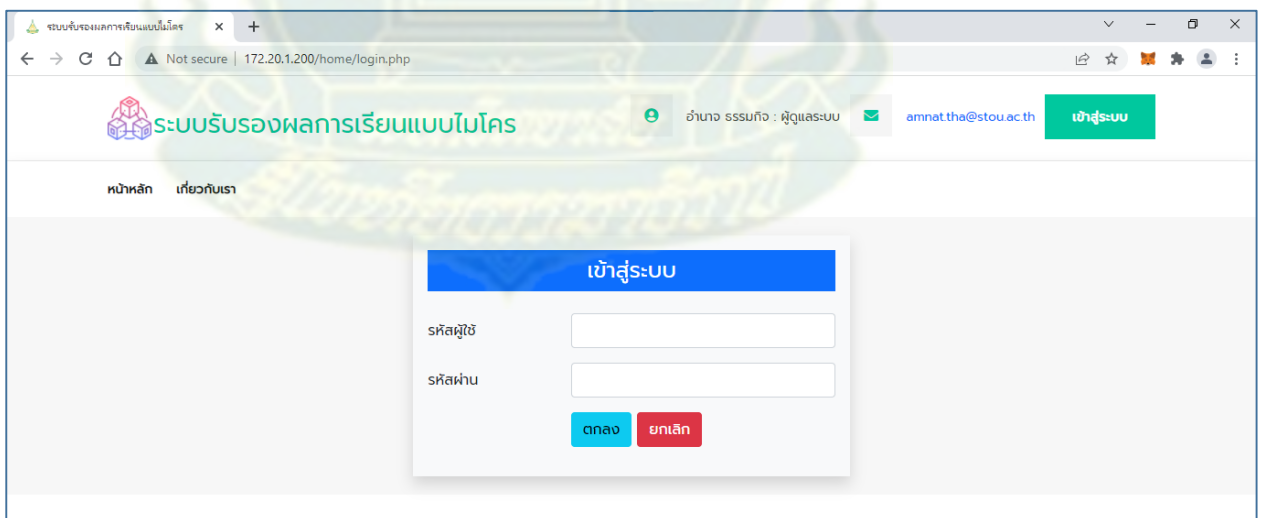 ระบบรับรองผลการเรียนแบบไมโคร
Not secure | 172.20.1.200/home/login.php
ระบบรับรองผลการเรียนแบบไมโคร
อำนาจ ธรรมกิจ : ผู้ดูแลระบบ
amnat.tha@stou.ac.th
เข้าสู่ระบบ
หน้าหลัก เกี่ยวกับเรา
เข้าสู่ระบบ
รหัสผู้ใช้
รหัสผ่าน
ตกลง ยกเลิก